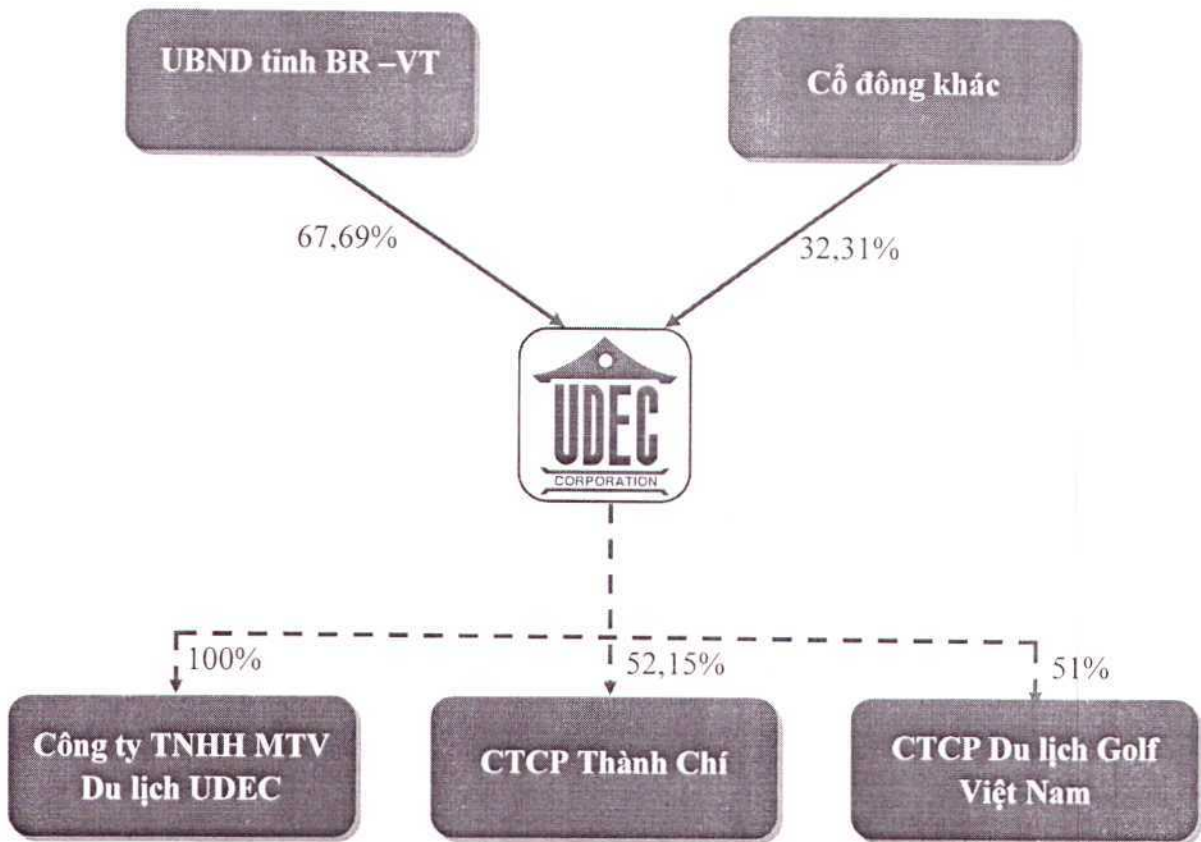 UBND tỉnh BR –VT
Cổ đông khác
67,69%
32,31%
UDEC
CORPORATION
100%
52,15%
51%
Công ty TNHH MTV
Du lịch UDEC
CTCP Thành Chí
CTCP Du lịch Golf
Việt Nam